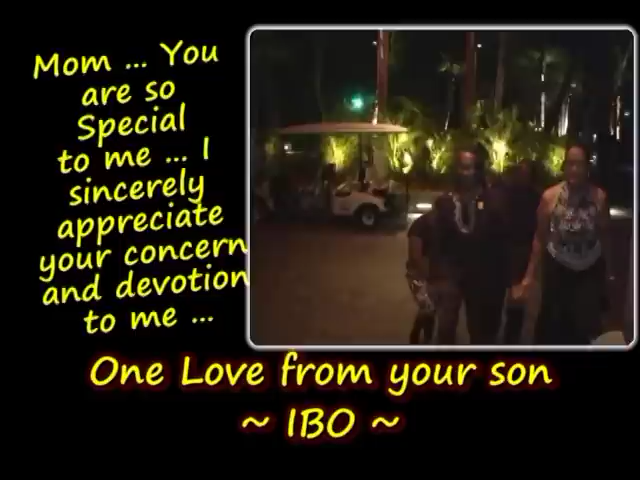 Mom ... You
are so
Special
to me ... I
sincerely
appreciate
your concern
and devotion
to me ...
One Love from your son
~ IBO ~